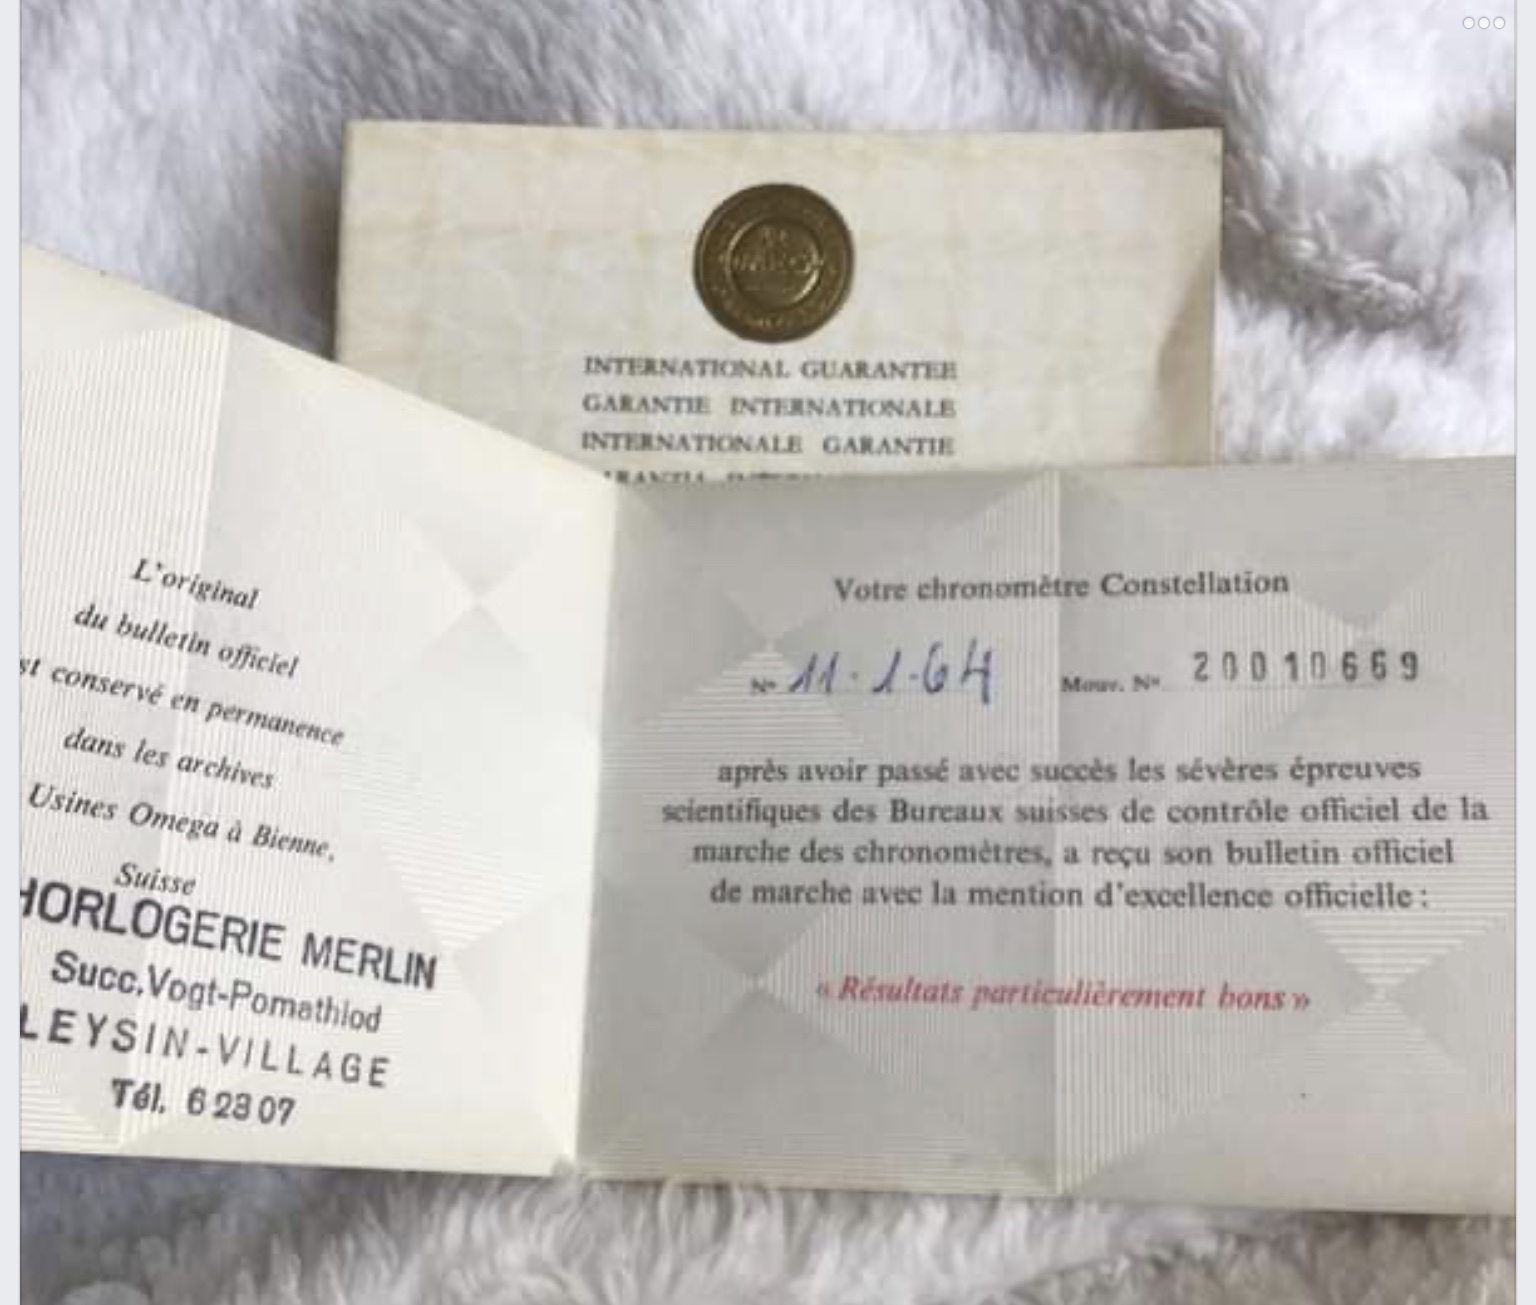 INTERNATIONAL GUARANTEE
GARANTIE INTERNATIONALE
INTERNATIONALE GARANTIE
L'original
du bulletin officiel
st conservé en permanence
dans les archives
Usines Omega à Bienne,
Suisse
HORLOGERIE MERLIN
Succ. Vogt-Pomathiod
LEYSIN-VILLAGE
Tél. 6 23 07
Votre chronomètre Constellation
No 11.1.64 Mouv. No 20010669
après avoir passé avec succès les sévères épreuves
scientifiques des Bureaux suisses de contrôle officiel de la
marche des chronomètres, a reçu son bulletin officiel
de marche avec la mention d'excellence officielle :
« Résultats particulièrement bons »